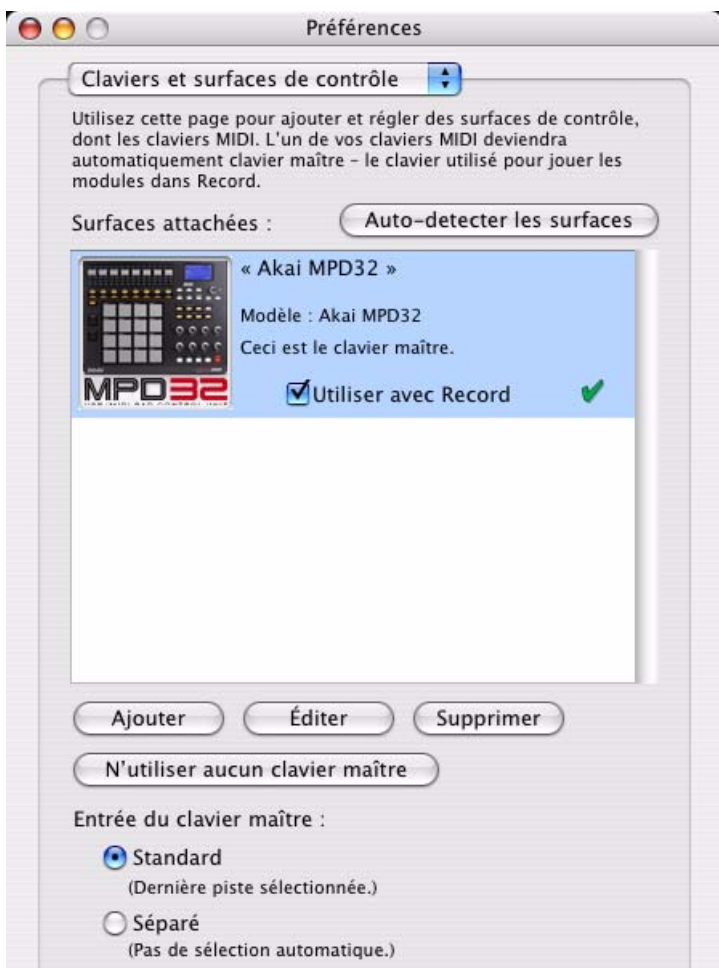 Préférences
Claviers et surfaces de contrôle
Utilisez cette page pour ajouter et régler des surfaces de contrôle,
dont les claviers MIDI. L'un de vos claviers MIDI deviendra
automatiquement clavier maître – le clavier utilisé pour jouer les
modules dans Record.
Surfaces attachées :
Auto-detecter les surfaces
« Akai MPD32 »
Modèle : Akai MPD32
Ceci est le clavier maître.
MPD32
Utiliser avec Record
Ajouter
Éditer
Supprimer
N'utiliser aucun clavier maître
Entrée du clavier maître :
Standard
(Dernière piste sélectionnée.)
Séparé
(Pas de sélection automatique.)